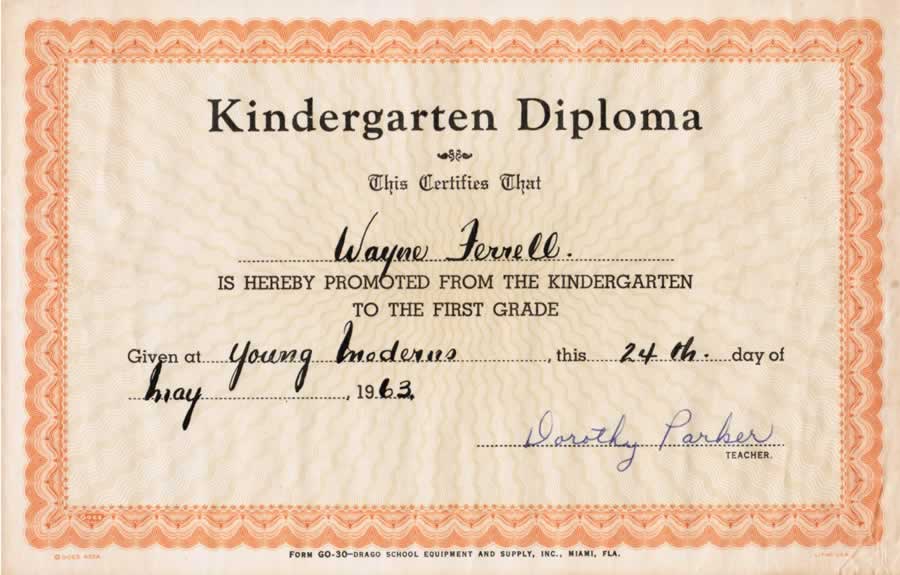 Kindergarten Diploma
This Certifies That
Wayne Ferrell.
IS HEREBY PROMOTED FROM THE KINDERGARTEN
TO THE FIRST GRADE
Given at Young Moderns, this 24 th. day of
May, 1963.
Dorothy Parker
TEACHER.
GOES
FORM GO-30—DRAGO SCHOOL EQUIPMENT AND SUPPLY, INC., MIAMI, FLA.